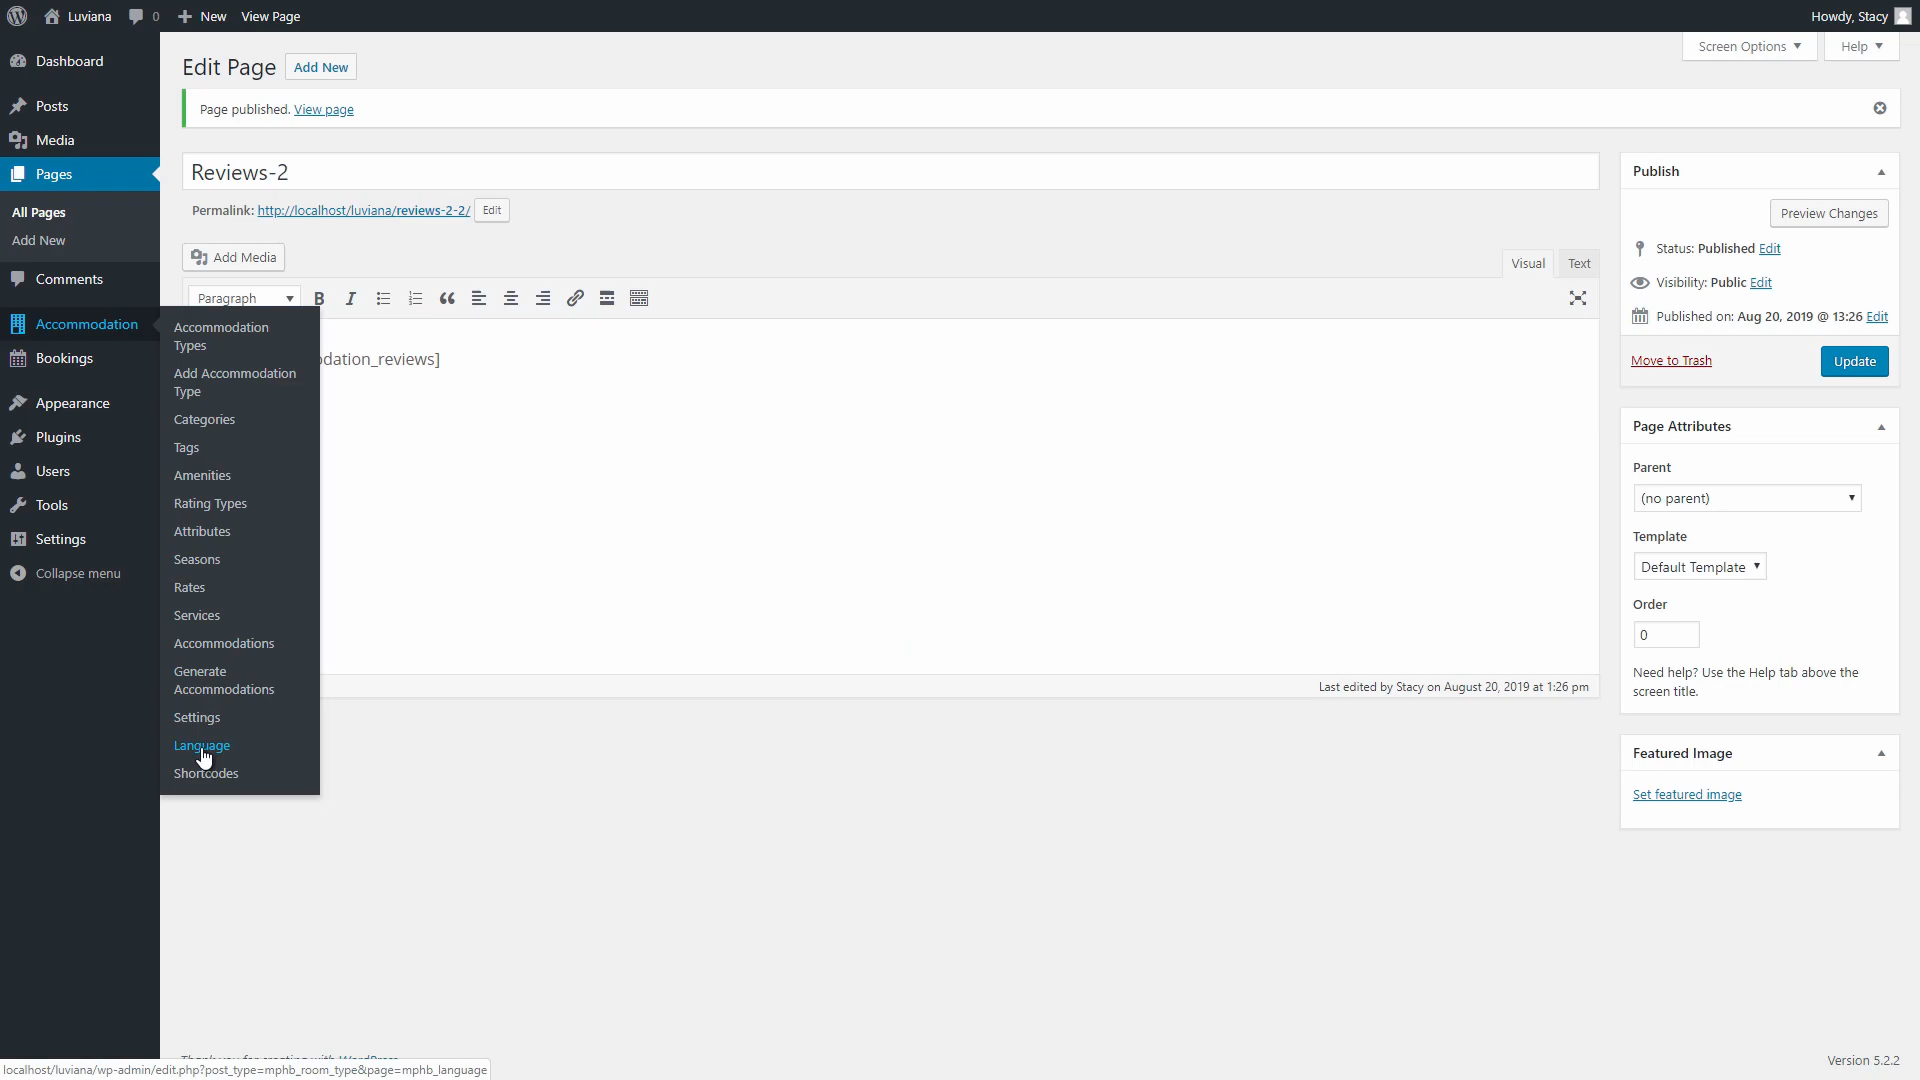 Luviana 0 New View Page Howdy, Stacy
Dashboard
Posts
Media
Pages
All Pages
Add New
Comments
Accommodation
Bookings
Appearance
Plugins
Users
Tools
Settings
Collapse menu
Accommodation
Types
Add Accommodation
Type
Categories
Tags
Amenities
Rating Types
Attributes
Seasons
Rates
Services
Accommodations
Generate
Accommodations
Settings
Language
Shortcodes
Screen Options Help
Edit Page Add New
Page published. View page
Reviews-2
Permalink: http://localhost/luviana/reviews-2-2/ Edit
Add Media
Visual Text
Paragraph B I
dation_reviews]
Last edited by Stacy on August 20, 2019 at 1:26 pm
Publish
Preview Changes
Status: Published Edit
Visibility: Public Edit
Published on: Aug 20, 2019 @ 13:26 Edit
Move to Trash Update
Page Attributes
Parent
(no parent)
Template
Default Template
Order
0
Need help? Use the Help tab above the
screen title.
Featured Image
Set featured image
Thank you for creating with WordPress
Version 5.2.2
localhost/luviana/wp-admin/edit.php?post_type=mphb_room_type&page=mphb_language